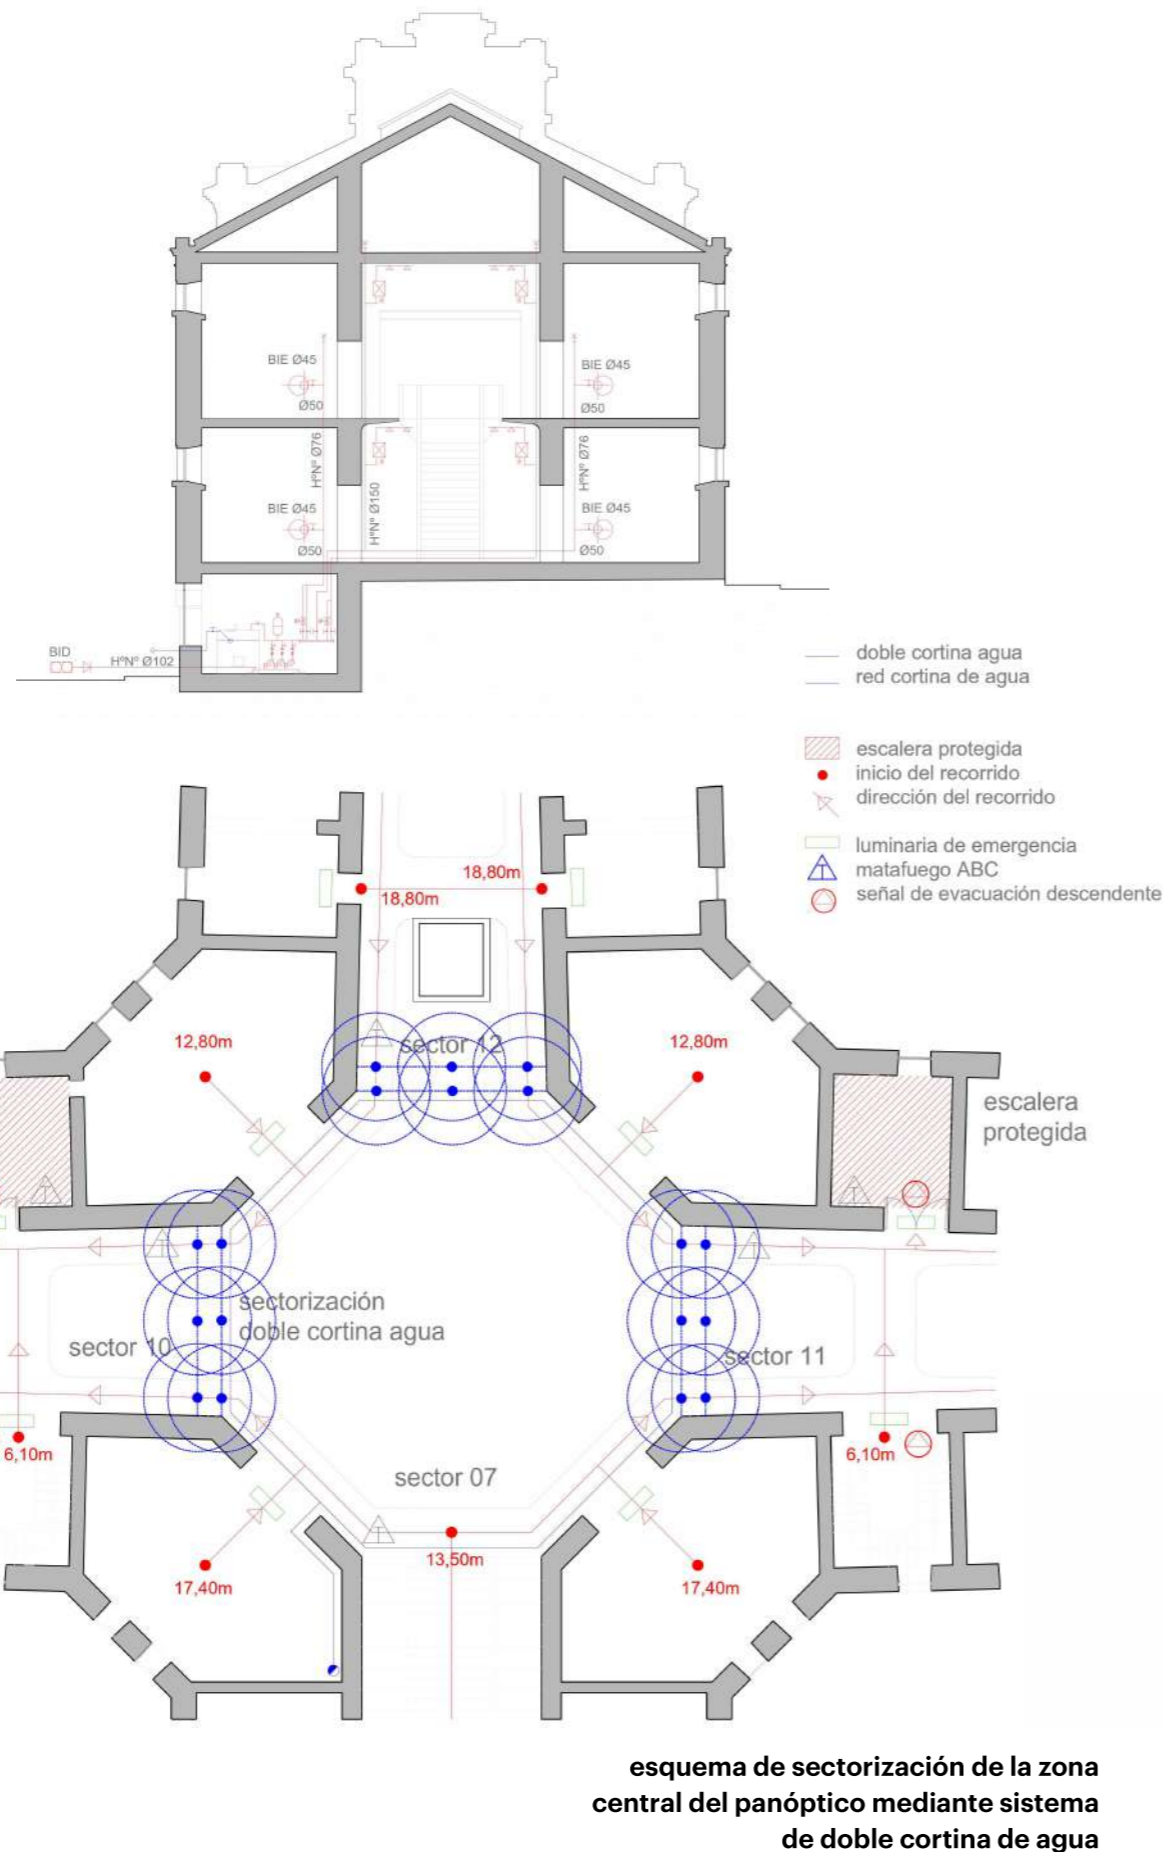 BIE Ø45
BIE Ø45
Ø50
Ø50
HºNº Ø76
HºNº Ø76
HºNº Ø150
BIE Ø45
BIE Ø45
Ø50
Ø50
BID
HºNº Ø102
doble cortina agua
red cortina de agua
escalera protegida
inicio del recorrido
dirección del recorrido
luminaria de emergencia
matafuego ABC
señal de evacuación descendente
18,80m
18,80m
12,80m
sector 12
12,80m
escalera
protegida
sectorización
doble cortina agua
sector 10
sector 11
6,10m
6,10m
sector 07
13,50m
17,40m
17,40m
esquema de sectorización de la zona
central del panóptico mediante sistema
de doble cortina de agua